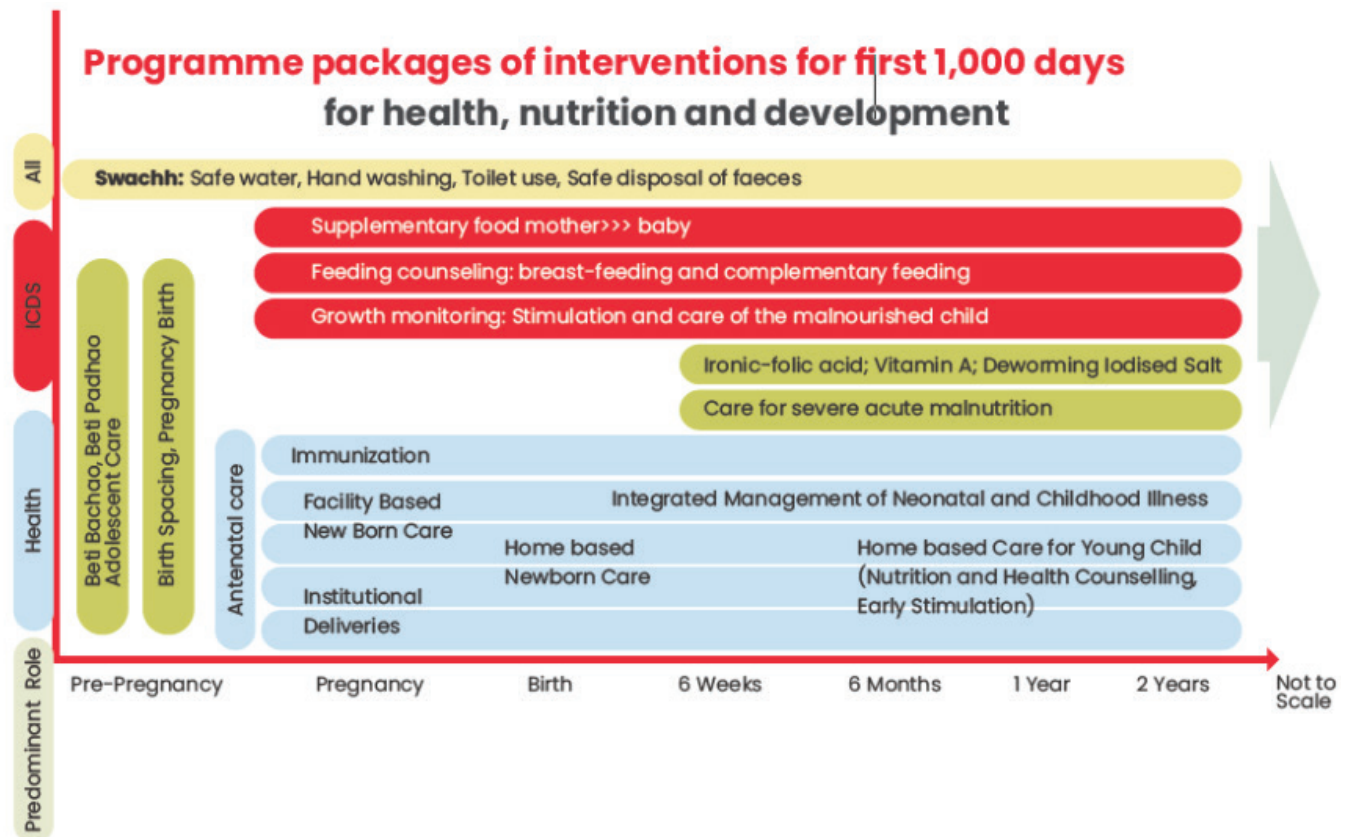 Programme packages of interventions for first 1,000 days
for health, nutrition and development
All
Swachh: Safe water, Hand washing, Toilet use, Safe disposal of faeces
ICDS
Supplementary food mother>>> baby
Feeding counseling: breast-feeding and complementary feeding
Growth monitoring: Stimulation and care of the malnourished child
Ironic-folic acid; Vitamin A; Deworming Iodised Salt
Care for severe acute malnutrition
Beti Bachao, Beti Padhao
Adolescent Care
Birth Spacing, Pregnancy Birth
Health
Antenatal care
Immunization
Facility Based
New Born Care
Integrated Management of Neonatal and Childhood Illness
Home based
Newborn Care
Home based Care for Young Child
(Nutrition and Health Counselling,
Early Stimulation)
Institutional
Deliveries
Predominant Role
Pre-Pregnancy
Pregnancy
Birth
6 Weeks
6 Months
1 Year
2 Years
Not to
Scale